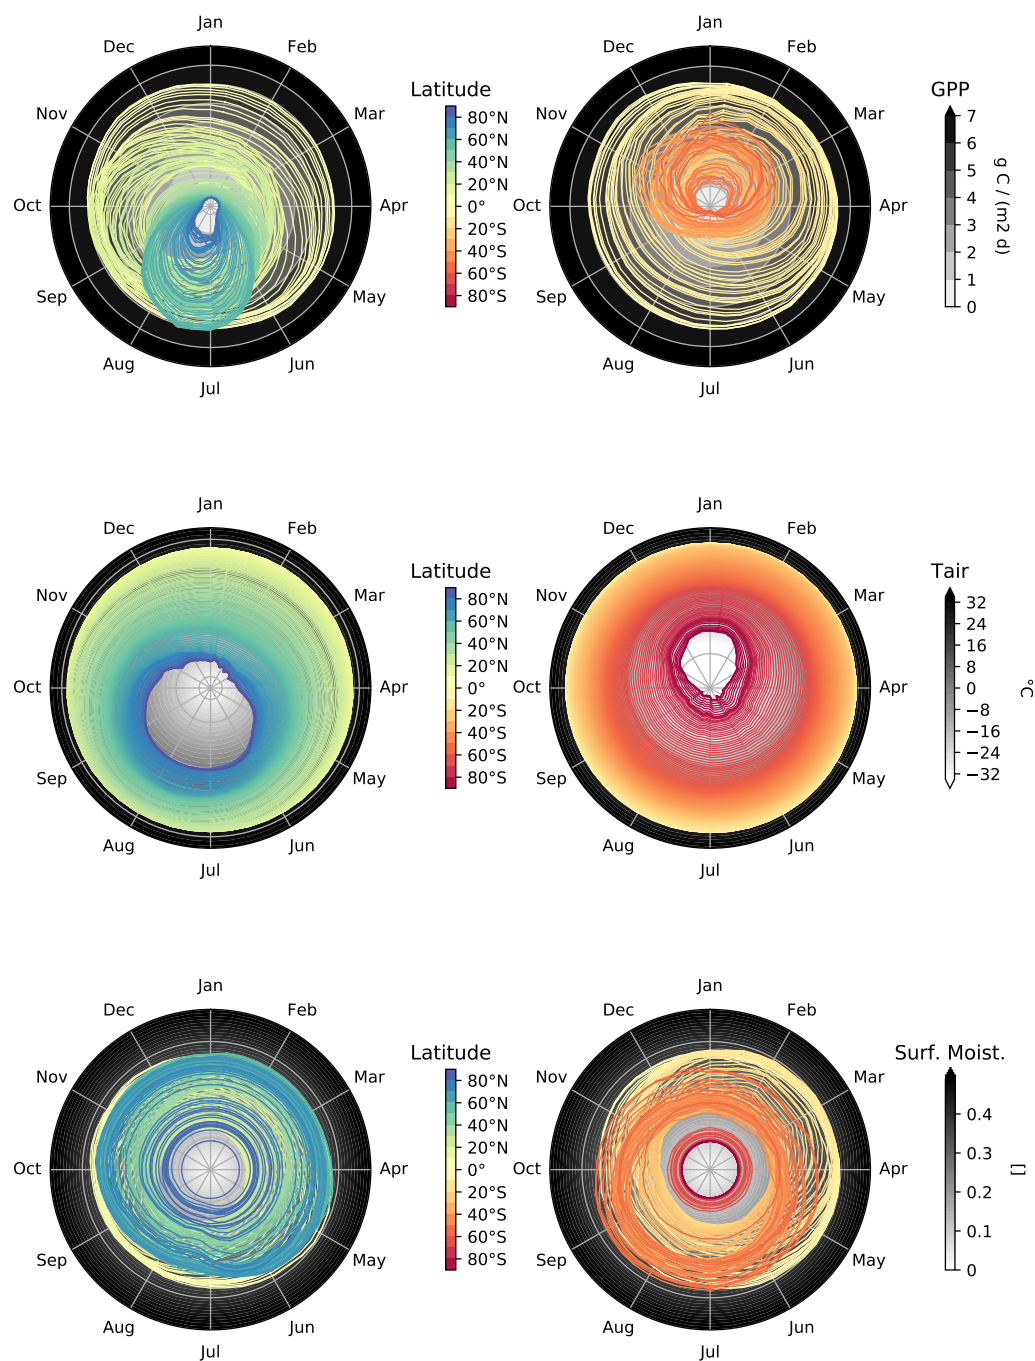 Jan
Feb
Mar
Apr
May
Jun
Jul
Aug
Sep
Oct
Nov
Dec
Latitude
80°N
60°N
40°N
20°N
0°
20°S
40°S
60°S
80°S
Jan
Feb
Mar
Apr
May
Jun
Jul
Aug
Sep
Oct
Nov
Dec
GPP
7
6
5
4
3
2
1
0
g C / (m2 d)
Jan
Feb
Mar
Apr
May
Jun
Jul
Aug
Sep
Oct
Nov
Dec
Latitude
80°N
60°N
40°N
20°N
0°
20°S
40°S
60°S
80°S
Jan
Feb
Mar
Apr
May
Jun
Jul
Aug
Sep
Oct
Nov
Dec
Tair
32
24
16
8
0
−8
−16
−24
−32
°C
Jan
Feb
Mar
Apr
May
Jun
Jul
Aug
Sep
Oct
Nov
Dec
Latitude
80°N
60°N
40°N
20°N
0°
20°S
40°S
60°S
80°S
Jan
Feb
Mar
Apr
May
Jun
Jul
Aug
Sep
Oct
Nov
Dec
Surf. Moist.
0.4
0.3
0.2
0.1
0
[]